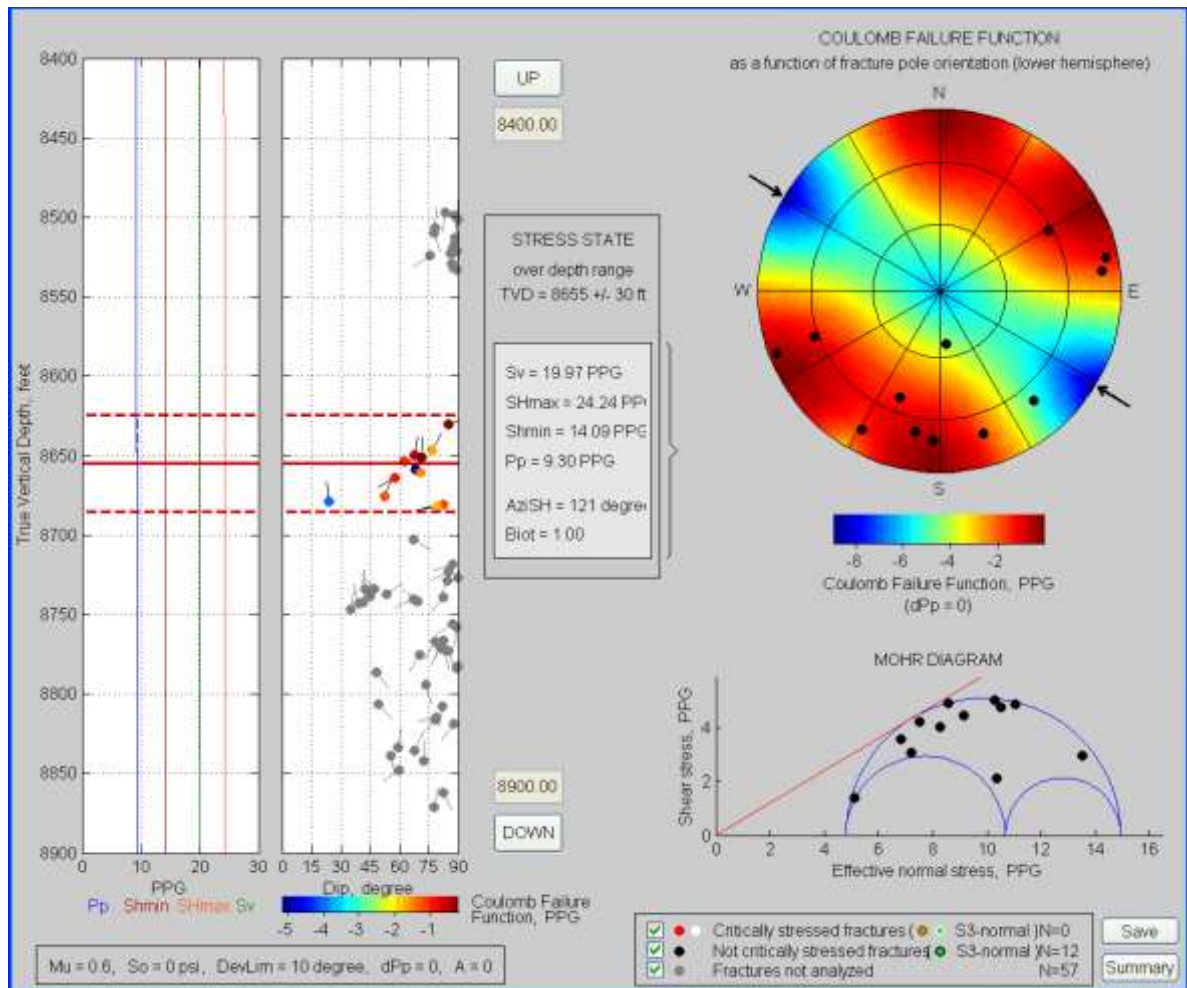 COULOMB FAILURE FUNCTION
as a function of fracture pole orientation (lower hemisphere)
8400
8450
8500
8550
8600
8650
8700
8750
8800
8850
8900
True Vertical Depth, feet
0 10 20 30
PPG
Pp Shmin SHmax Sv
0 15 30 45 60 75 90
Dip, degree
-5 -4 -3 -2 -1
Coulomb Failure
Function, PPG
UP
8400.00
STRESS STATE
over depth range
TVD = 8655 +/- 30 ft
Sv = 19.97 PPG
SHmax = 24.24 PP
Shmin = 14.09 PPG
Pp = 9.30 PPG
AziSH = 121 degree
Biot = 1.00
8900.00
DOWN
N
W
E
S
-8 -6 -4 -2
Coulomb Failure Function, PPG
(dPp = 0)
MOHR DIAGRAM
Shear stress, PPG
4
2
0
0 2 4 6 8 10 12 14 16
Effective normal stress, PPG
Mu = 0.6, So = 0 psi, DevLim = 10 degree, dPp = 0, A = 0
Critically stressed fractures ( S3-normal )N=0
Not critically stressed fractures( S3-normal )N=12
Fractures not analyzed N=57
Save
Summary